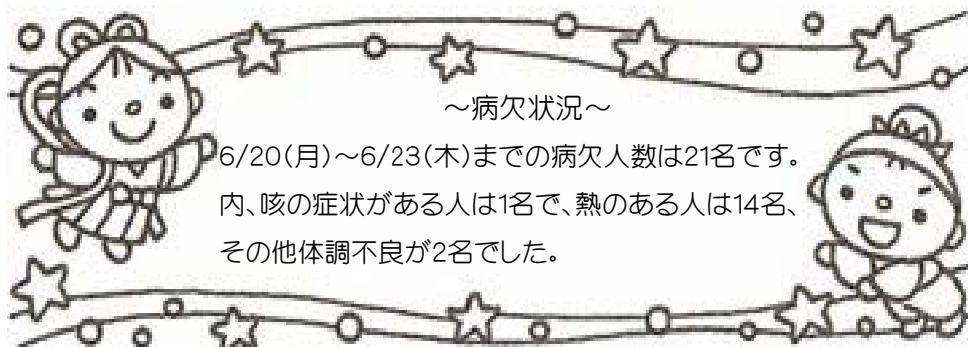 ～病欠状況～
6/20(月)～6/23(木)までの病欠人数は21名です。
内、咳の症状がある人は1名で、熱のある人は14名、
その他体調不良が2名でした。